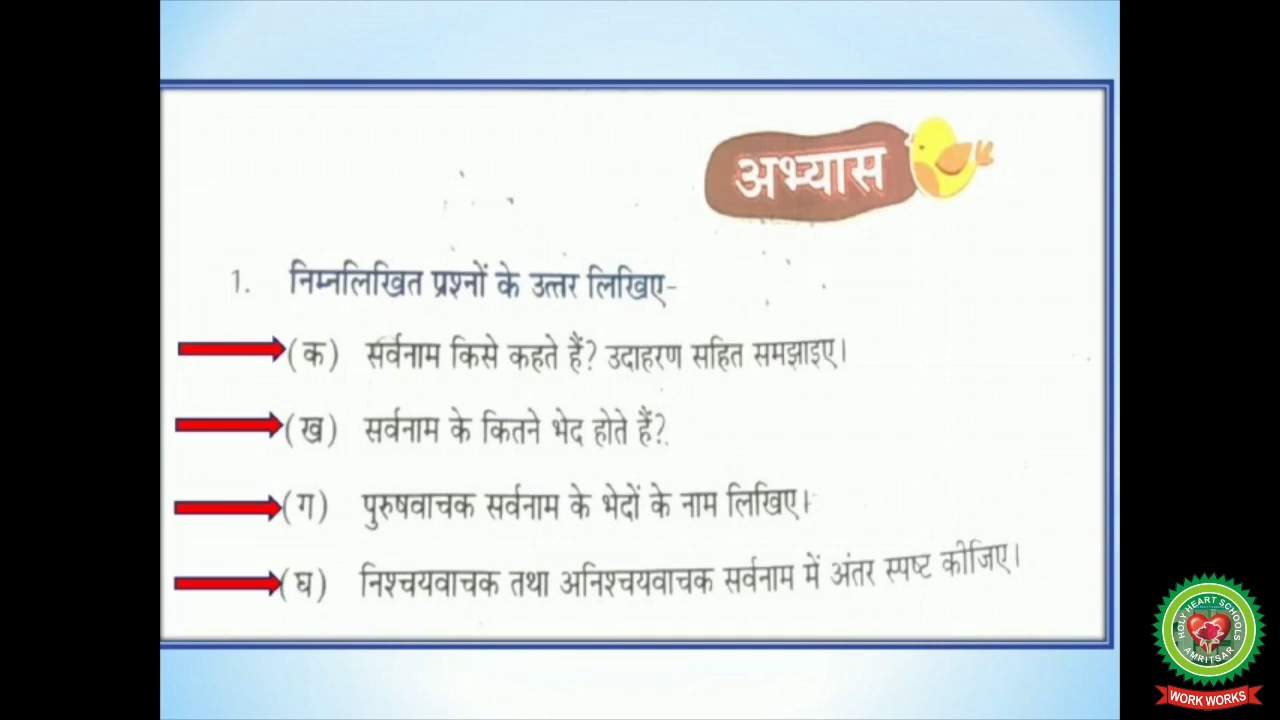 अभ्यास
1. निम्नलिखित प्रश्नों के उत्तर लिखिए-
(क) सर्वनाम किसे कहते हैं? उदाहरण सहित समझाइए।
(ख) सर्वनाम के कितने भेद होते हैं?
(ग) पुरुषवाचक सर्वनाम के भेदों के नाम लिखिए।
(घ) निश्चयवाचक तथा अनिश्चयवाचक सर्वनाम में अंतर स्पष्ट कीजिए।
HOLY HEART SCHOOLS
AMRITSAR
WORK WORKS